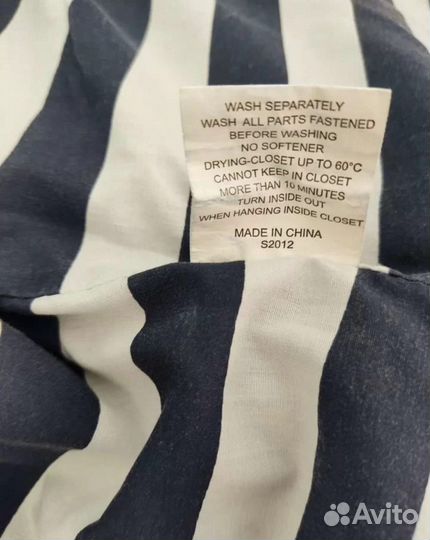 WASH SEPARATELY
WASH ALL PARTS FASTENED
BEFORE WASHING
NO SOFTENER
DRYING-CLOSET UP TO 60°C
CANNOT KEEP IN CLOSET
MORE THAN 10 MINUTES
TURN INSIDE OUT
WHEN HANGING INSIDE CLOSET
MADE IN CHINA
S2012
Avito